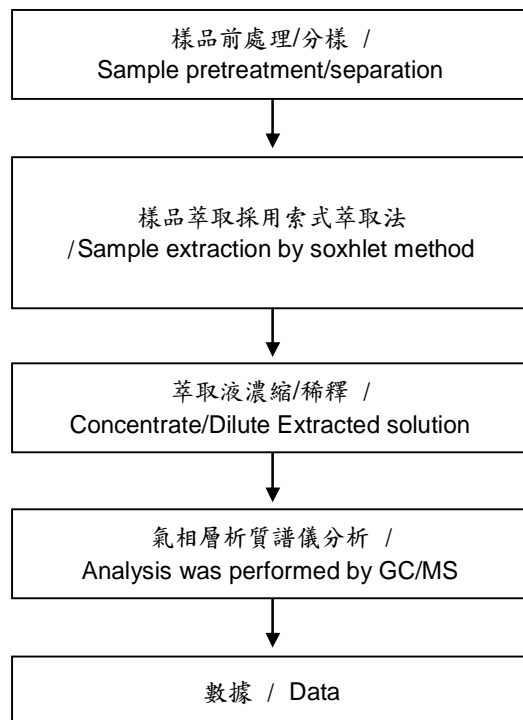 樣品前處理/分樣 /
Sample pretreatment/separation
樣品萃取採用索式萃取法
/Sample extraction by soxhlet method
萃取液濃縮/稀釋 /
Concentrate/Dilute Extracted solution
氣相層析質譜儀分析 /
Analysis was performed by GC/MS
數據 / Data